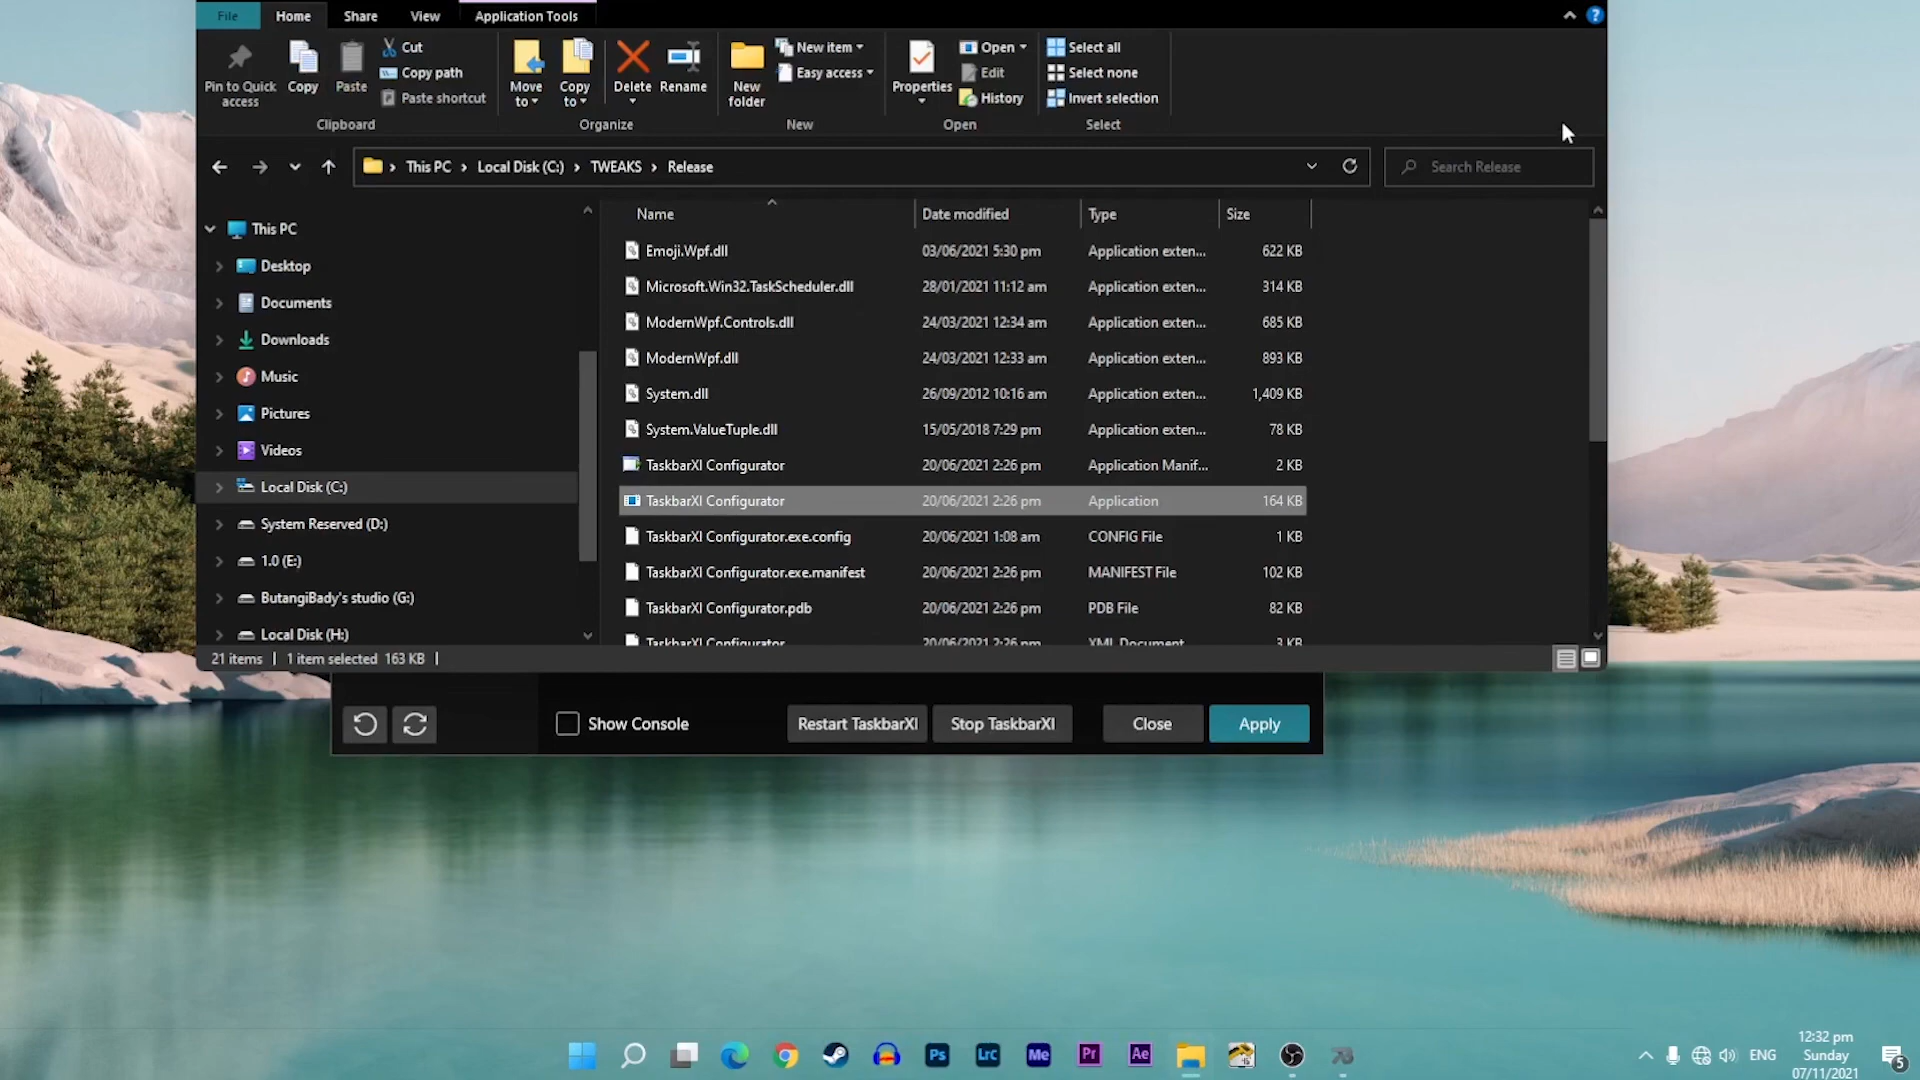 File Home Share View Application Tools
Pin to Quick access
Copy
Paste
Cut
Copy path
Paste shortcut
Move to
Copy to
Delete
Rename
New folder
New item
Easy access
Properties
Open
Edit
History
Select all
Select none
Invert selection
Clipboard Organize New Open Select
This PC Local Disk (C:) TWEAKS Release
Search Release
This PC
Desktop
Documents
Downloads
Music
Pictures
Videos
Local Disk (C:)
System Reserved (D:)
1.0 (E:)
ButangiBady's studio (G:)
Local Disk (H:)
Name Date modified Type Size
Emoji.Wpf.dll 03/06/2021 5:30 pm Application exten... 622 KB
Microsoft.Win32.TaskScheduler.dll 28/01/2021 11:12 am Application exten... 314 KB
ModernWpf.Controls.dll 24/03/2021 12:34 am Application exten... 685 KB
ModernWpf.dll 24/03/2021 12:33 am Application exten... 893 KB
System.dll 26/09/2012 10:16 am Application exten... 1,409 KB
System.ValueTuple.dll 15/05/2018 7:29 pm Application exten... 78 KB
TaskbarXI Configurator 20/06/2021 2:26 pm Application Manif... 2 KB
TaskbarXI Configurator 20/06/2021 2:26 pm Application 164 KB
TaskbarXI Configurator.exe.config 20/06/2021 1:08 am CONFIG File 1 KB
TaskbarXI Configurator.exe.manifest 20/06/2021 2:26 pm MANIFEST File 102 KB
TaskbarXI Configurator.pdb 20/06/2021 2:26 pm PDB File 82 KB
TaskbarXI Configurator 20/06/2021 2:26 pm XML Document 3 KB
21 items 1 item selected 163 KB
Show Console Restart TaskbarXI Stop TaskbarXI Close Apply
Ps Lrc Me Pr Ae
ENG
12:32 pm
Sunday
07/11/2021
5